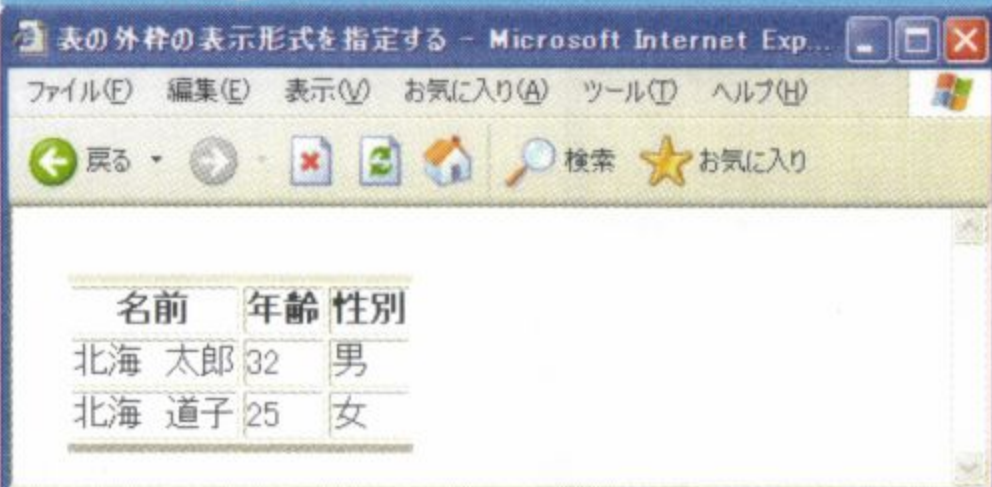 表の外枠の表示形式を指定する - Microsoft Internet Exp...
ファイル(F) 編集(E) 表示(V) お気に入り(A) ツール(T) ヘルプ(H)
戻る 検索 お気に入り
名前 年齢 性別
北海 太郎 32 男
北海 道子 25 女